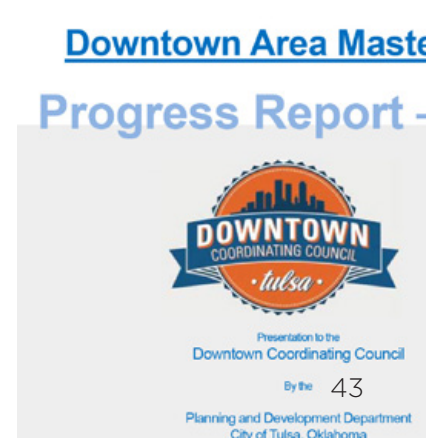 Downtown Area Maste
Progress Report -
DOWNTOWN
COORDINATING COUNCIL
• tulsa •
Presentation to the
Downtown Coordinating Council
By the 43
Planning and Development Department
City of Tulsa, Oklahoma